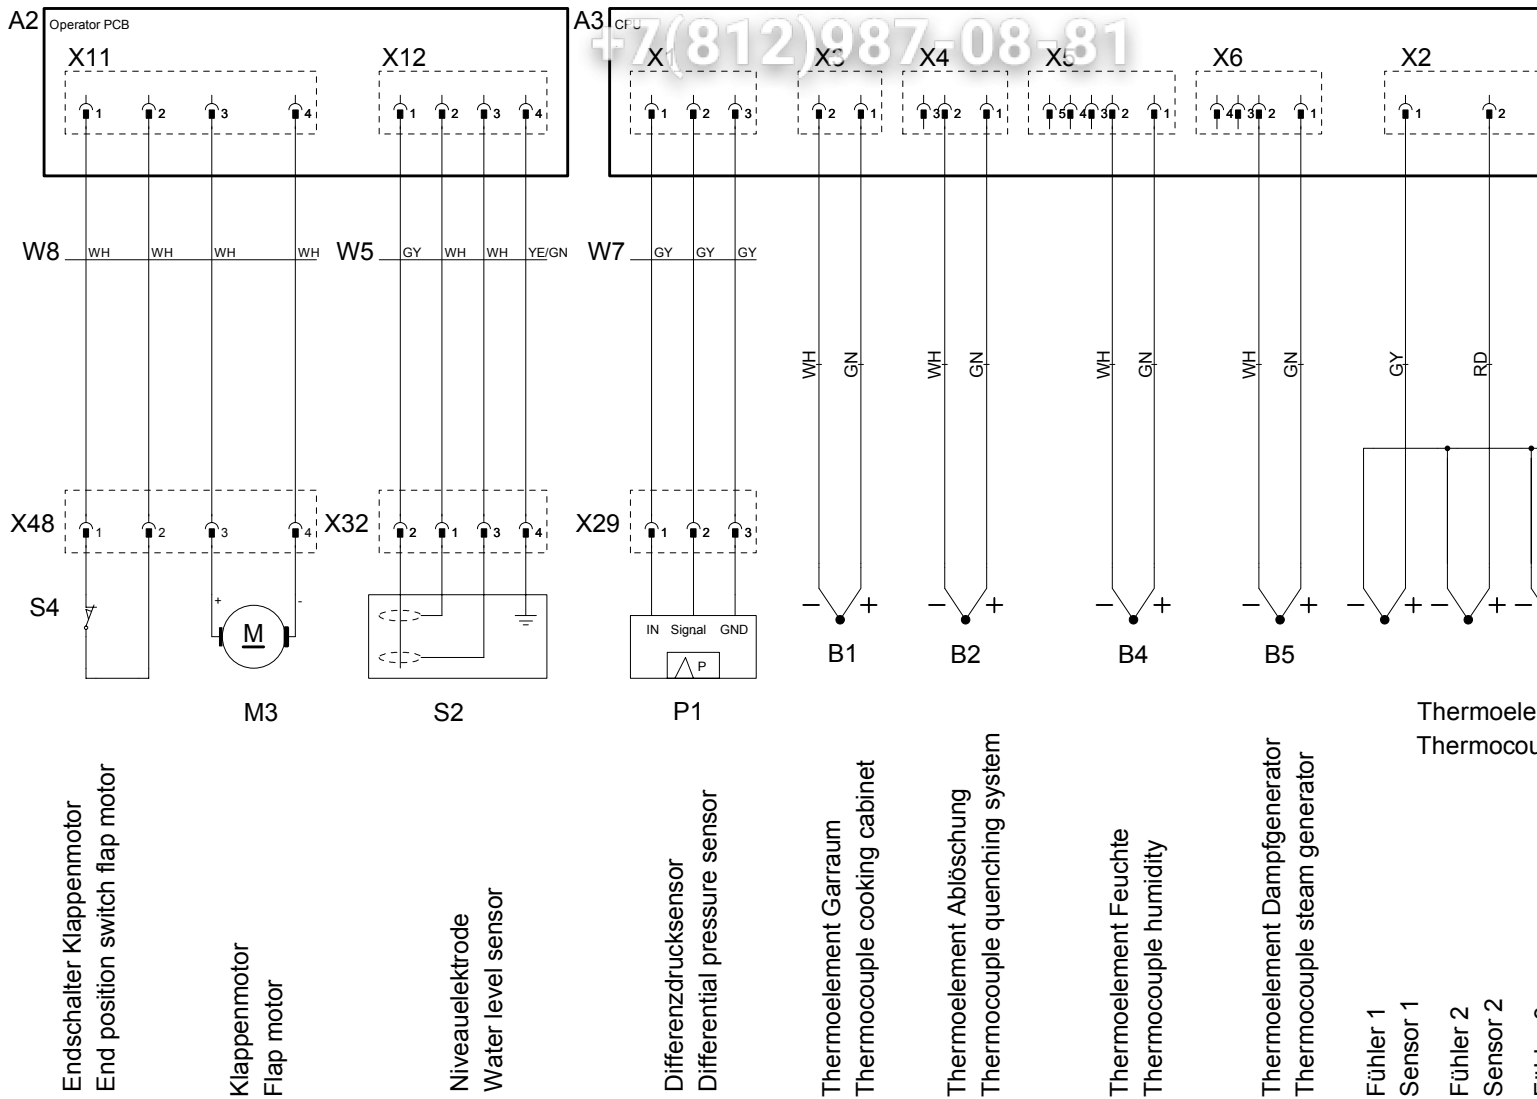 A2 Operator PCB A3 CPU
+7(812)987-08-81
X11 X12 X1 X3 X4 X5 X6 X2
1 2 3 4 1 2 3 4 1 2 3 2 1 3 2 1 5 4 3 2 1 4 3 2 1 1 2
W8 WH WH WH WH W5 GY WH WH YE/GN W7 GY GY GY
WH GN WH GN WH GN WH GN GY RD
X48 1 2 3 4 X32 2 1 3 4 X29 1 2 3
S4 + - − + − + − + − + − + − + −
M IN Signal GND
P
B1 B2 B4 B5
M3 S2 P1
Thermoele
Thermocou
Endschalter Klappenmotor
End position switch flap motor
Klappenmotor
Flap motor
Niveauelektrode
Water level sensor
Differenzdrucksensor
Differential pressure sensor
Thermoelement Garraum
Thermocouple cooking cabinet
Thermoelement Ablöschung
Thermocouple quenching system
Thermoelement Feuchte
Thermocouple humidity
Thermoelement Dampfgenerator
Thermocouple steam generator
Fühler 1
Sensor 1
Fühler 2
Sensor 2